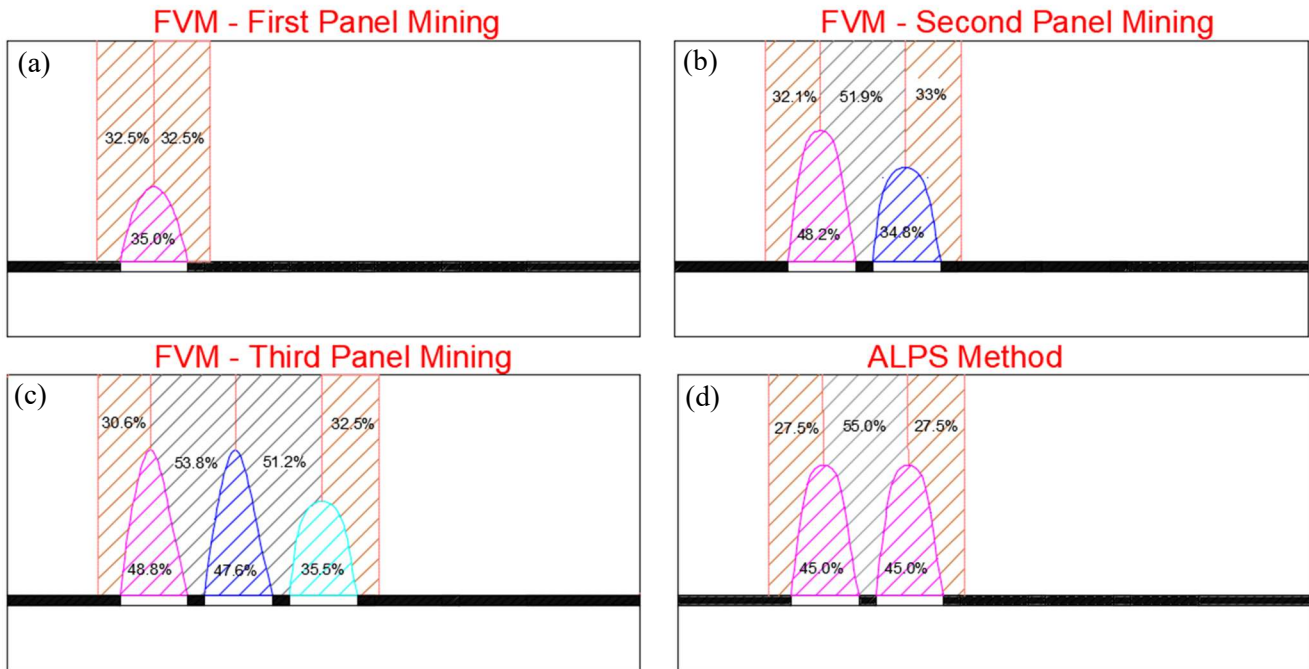 FVM - First Panel Mining
(a)
32.5% 32.5%
35.0%
FVM - Second Panel Mining
(b)
32.1% 51.9% 33%
48.2% 34.8%
FVM - Third Panel Mining
(c)
30.6% 32.5%
53.8% 51.2%
48.8% 47.6% 35.5%
ALPS Method
(d)
27.5% 55.0% 27.5%
45.0% 45.0%